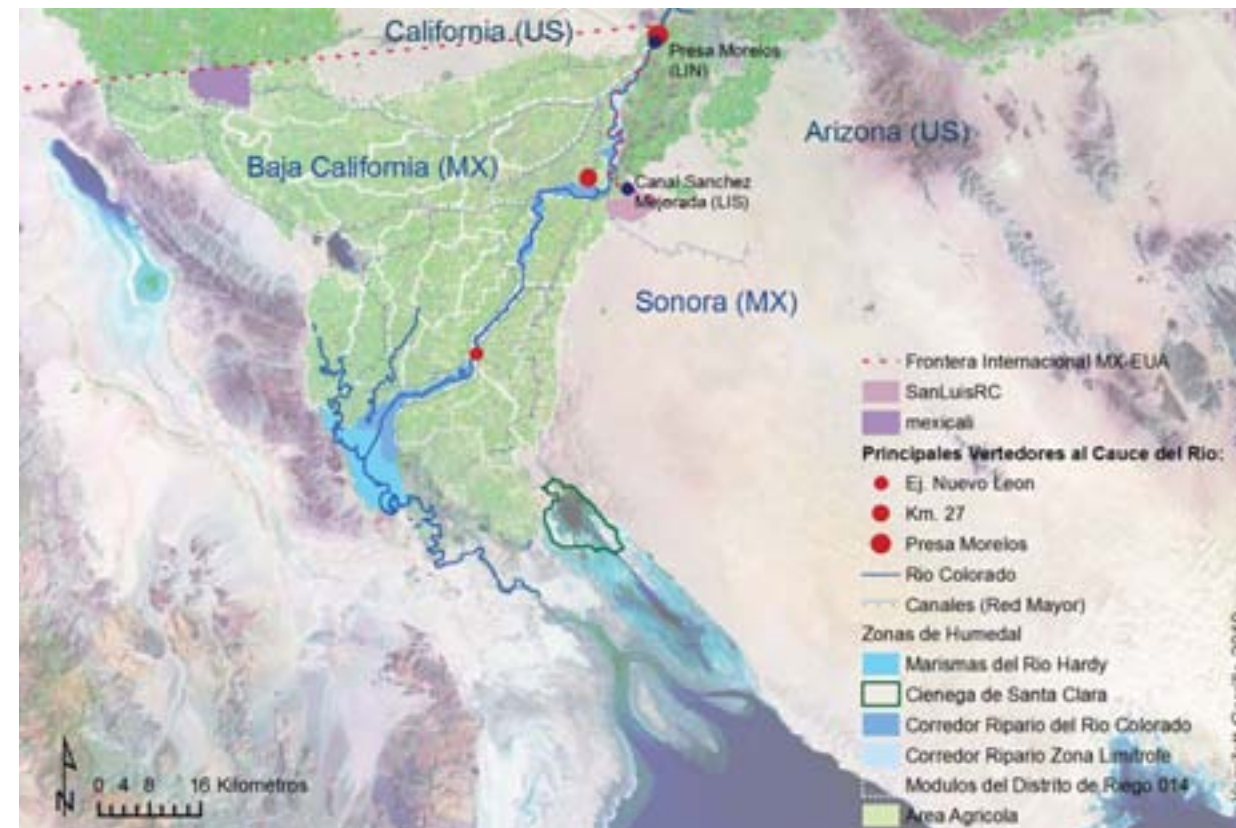 California (US)
Presa Morelos
(LIN)
Arizona (US)
Baja California (MX)
Canal Sanchez
Mejorada (LIS)
Sonora (MX)
Frontera Internacional MX-EUA
SanLuisRC
mexicali
Principales Vertedores al Cauce del Rio:
Ej. Nuevo Leon
Km. 27
Presa Morelos
Rio Colorado
Canales (Red Mayor)
Zonas de Humedal
Marismas del Rio Hardy
Cienega de Santa Clara
Corredor Ripario del Rio Colorado
Corredor Ripario Zona Limitrofe
Modulos del Distrito de Riego 014
Area Agricola
0 4 8 16 Kilometros
N